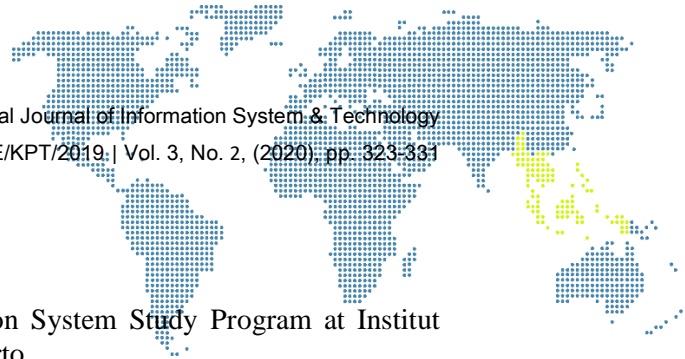 al Journal of Information System & Technology
E/KPT/2019 | Vol. 3, No. 2, (2020), pp. 323-331
on System Study Program at Institut
rto